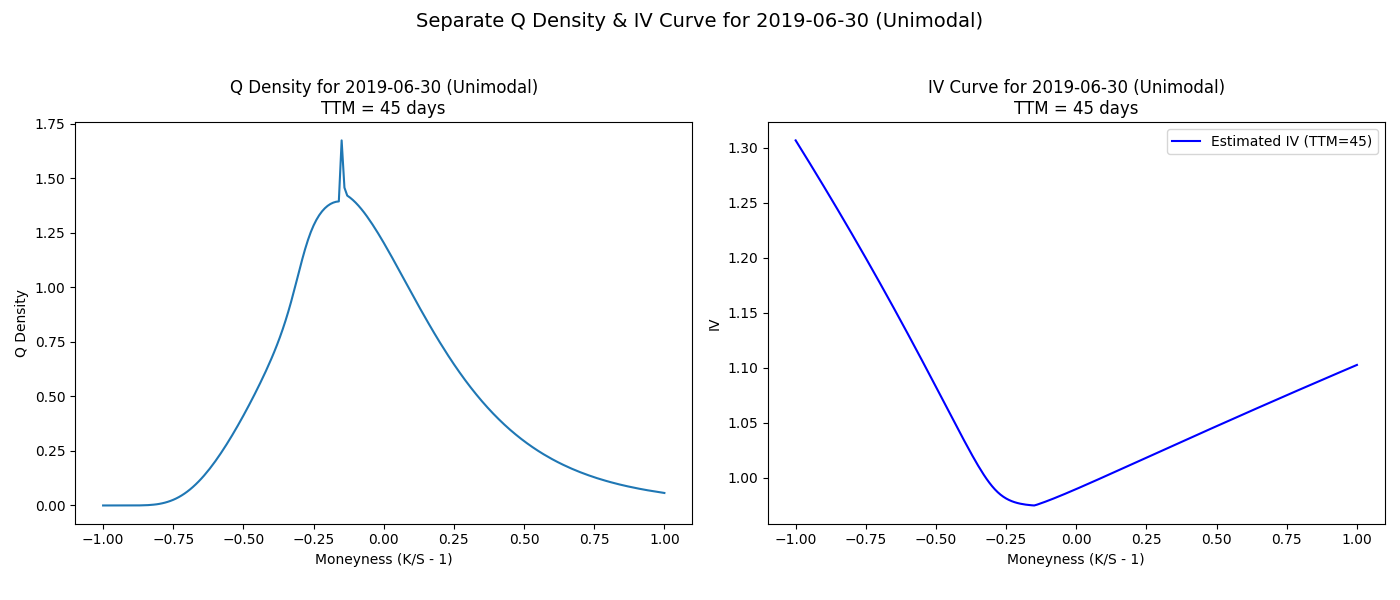 Separate Q Density & IV Curve for 2019-06-30 (Unimodal)
Q Density for 2019-06-30 (Unimodal)
TTM = 45 days
1.75
1.50
1.25
1.00
0.75
0.50
0.25
0.00
Q Density
−1.00 −0.75 −0.50 −0.25 0.00 0.25 0.50 0.75 1.00
Moneyness (K/S - 1)
IV Curve for 2019-06-30 (Unimodal)
TTM = 45 days
Estimated IV (TTM=45)
1.30
1.25
1.20
1.15
1.10
1.05
1.00
IV
−1.00 −0.75 −0.50 −0.25 0.00 0.25 0.50 0.75 1.00
Moneyness (K/S - 1)